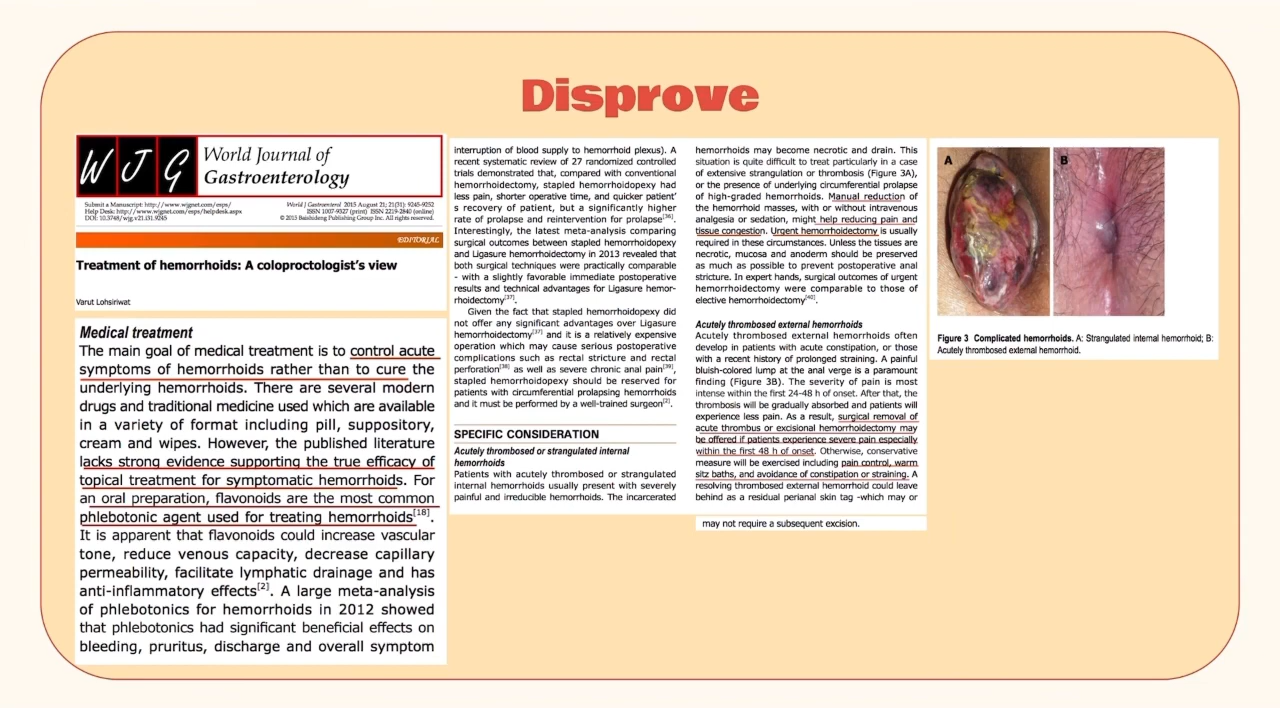 Disprove
WJG
World Journal of
Gastroenterology
Submit a Manuscript: http://www.wjgnet.com/esps/
Help Desk: http://www.wjgnet.com/esps/helpdesk.aspx
DOI: 10.3748/wjg.v21.i31.9245
World J Gastroenterol 2015 August 21; 21(31): 9245-9252
ISSN 1007-9327 (print) ISSN 2219-2840 (online)
© 2015 Baishideng Publishing Group Inc. All rights reserved.
EDITORIAL
Treatment of hemorrhoids: A coloproctologist's view
Varut Lohsiriwat
Medical treatment
The main goal of medical treatment is to control acute
symptoms of hemorrhoids rather than to cure the
underlying hemorrhoids. There are several modern
drugs and traditional medicine used which are available
in a variety of format including pill, suppository,
cream and wipes. However, the published literature
lacks strong evidence supporting the true efficacy of
topical treatment for symptomatic hemorrhoids. For
an oral preparation, flavonoids are the most common
phlebotonic agent used for treating hemorrhoids[18].
It is apparent that flavonoids could increase vascular
tone, reduce venous capacity, decrease capillary
permeability, facilitate lymphatic drainage and has
anti-inflammatory effects[2]. A large meta-analysis
of phlebotonics for hemorrhoids in 2012 showed
that phlebotonics had significant beneficial effects on
bleeding, pruritus, discharge and overall symptom
interruption of blood supply to hemorrhoid plexus). A
recent systematic review of 27 randomized controlled
trials demonstrated that, compared with conventional
hemorrhoidectomy, stapled hemorrhoidopexy had
less pain, shorter operative time, and quicker patient'
s recovery of patient, but a significantly higher
rate of prolapse and reintervention for prolapse[36].
Interestingly, the latest meta-analysis comparing
surgical outcomes between stapled hemorrhoidopexy
and Ligasure hemorrhoidectomy in 2013 revealed that
both surgical techniques were practically comparable
- with a slightly favorable immediate postoperative
results and technical advantages for Ligasure hemor-
rhoidectomy[37].
Given the fact that stapled hemorrhoidopexy did
not offer any significant advantages over Ligasure
hemorrhoidectomy[37] and it is a relatively expensive
operation which may cause serious postoperative
complications such as rectal stricture and rectal
perforation[38] as well as severe chronic anal pain[39],
stapled hemorrhoidopexy should be reserved for
patients with circumferential prolapsing hemorrhoids
and it must be performed by a well-trained surgeon[2].
SPECIFIC CONSIDERATION
Acutely thrombosed or strangulated internal
hemorrhoids
Patients with acutely thrombosed or strangulated
internal hemorrhoids usually present with severely
painful and irreducible hemorrhoids. The incarcerated
hemorrhoids may become necrotic and drain. This
situation is quite difficult to treat particularly in a case
of extensive strangulation or thrombosis (Figure 3A),
or the presence of underlying circumferential prolapse
of high-graded hemorrhoids. Manual reduction of
the hemorrhoid masses, with or without intravenous
analgesia or sedation, might help reducing pain and
tissue congestion. Urgent hemorrhoidectomy is usually
required in these circumstances. Unless the tissues are
necrotic, mucosa and anoderm should be preserved
as much as possible to prevent postoperative anal
stricture. In expert hands, surgical outcomes of urgent
hemorrhoidectomy were comparable to those of
elective hemorrhoidectomy[40].
Acutely thrombosed external hemorrhoids
Acutely thrombosed external hemorrhoids often
develop in patients with acute constipation, or those
with a recent history of prolonged straining. A painful
bluish-colored lump at the anal verge is a paramount
finding (Figure 3B). The severity of pain is most
intense within the first 24-48 h of onset. After that, the
thrombosis will be gradually absorbed and patients will
experience less pain. As a result, surgical removal of
acute thrombus or excisional hemorrhoidectomy may
be offered if patients experience severe pain especially
within the first 48 h of onset. Otherwise, conservative
measure will be exercised including pain control, warm
sitz baths, and avoidance of constipation or straining. A
resolving thrombosed external hemorrhoid could leave
behind as a residual perianal skin tag -which may or
may not require a subsequent excision.
A
B
Figure 3 Complicated hemorrhoids. A: Strangulated internal hemorrhoid; B:
Acutely thrombosed external hemorrhoid.